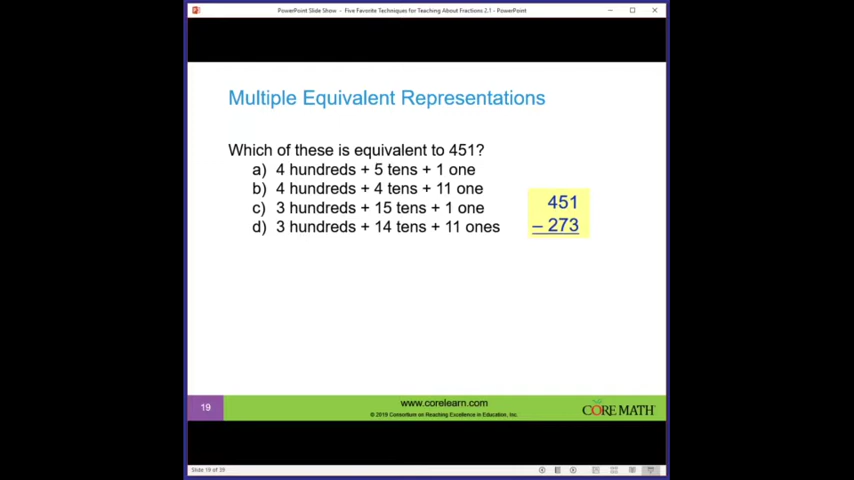 PowerPoint Slide Show - Five Favorite Techniques for Teaching About Fractions 2.1 - PowerPoint
Multiple Equivalent Representations
Which of these is equivalent to 451?
a) 4 hundreds + 5 tens + 1 one
b) 4 hundreds + 4 tens + 11 one
c) 3 hundreds + 15 tens + 1 one
d) 3 hundreds + 14 tens + 11 ones
451
– 273
19
www.corelearn.com
© 2019 Consortium on Reaching Excellence in Education, Inc.
CORE MATH
Slide 19 of 39